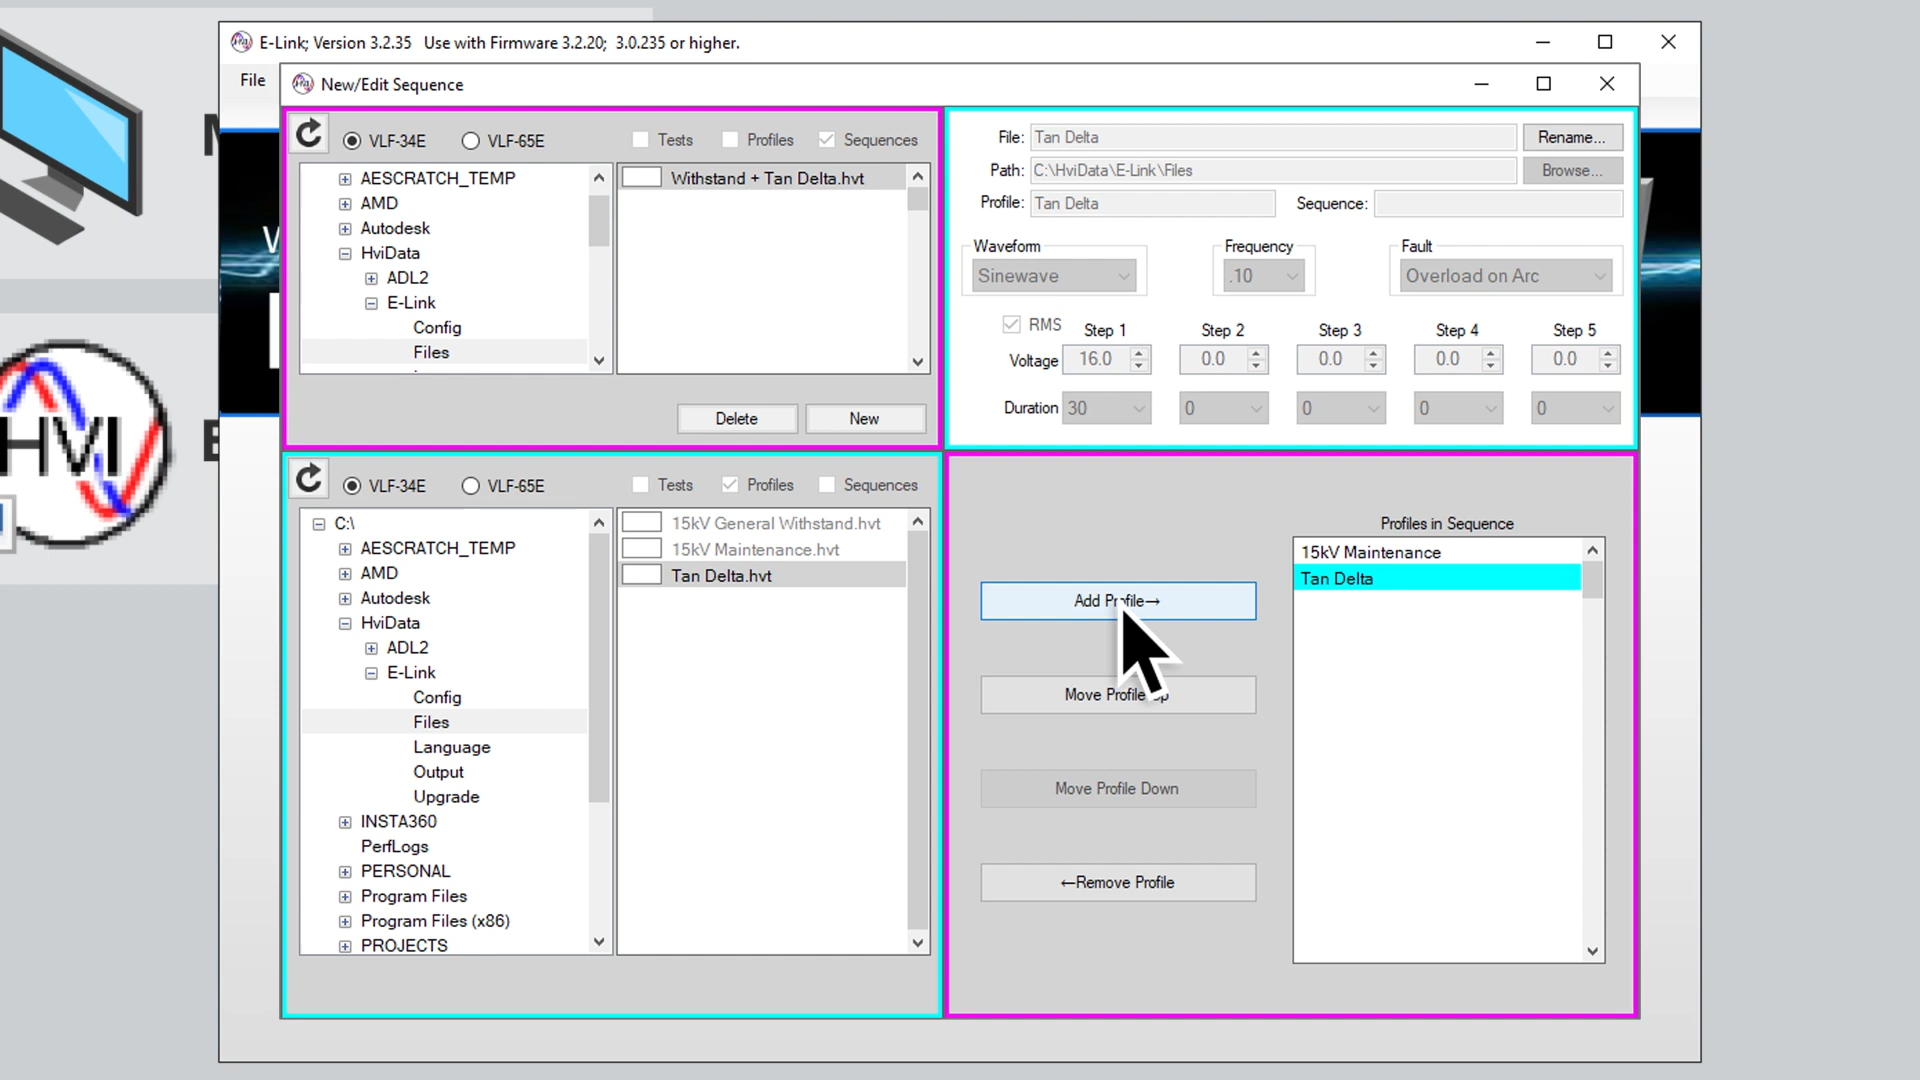 E-Link; Version 3.2.35   Use with Firmware 3.2.20;  3.0.235 or higher.
File
New/Edit Sequence
VLF-34E
VLF-65E
Tests
Profiles
Sequences
AESCRATCH_TEMP
AMD
Autodesk
HviData
ADL2
E-Link
Config
Files
Withstand + Tan Delta.hvt
Delete
New
File:
Tan Delta
Rename...
Path:
C:\HviData\E-Link\Files
Browse...
Profile:
Tan Delta
Sequence:
Waveform
Frequency
Fault
Sinewave
.10
Overload on Arc
RMS
Step 1
Step 2
Step 3
Step 4
Step 5
Voltage
16.0
0.0
0.0
0.0
0.0
Duration
30
0
0
0
0
VLF-34E
VLF-65E
Tests
Profiles
Sequences
C:\
AESCRATCH_TEMP
AMD
Autodesk
HviData
ADL2
E-Link
Config
Files
Language
Output
Upgrade
INSTA360
PerfLogs
PERSONAL
Program Files
Program Files (x86)
PROJECTS
15kV General Withstand.hvt
15kV Maintenance.hvt
Tan Delta.hvt
Add Profile→
Move Profile Up
Move Profile Down
←Remove Profile
Profiles in Sequence
15kV Maintenance
Tan Delta
HVI